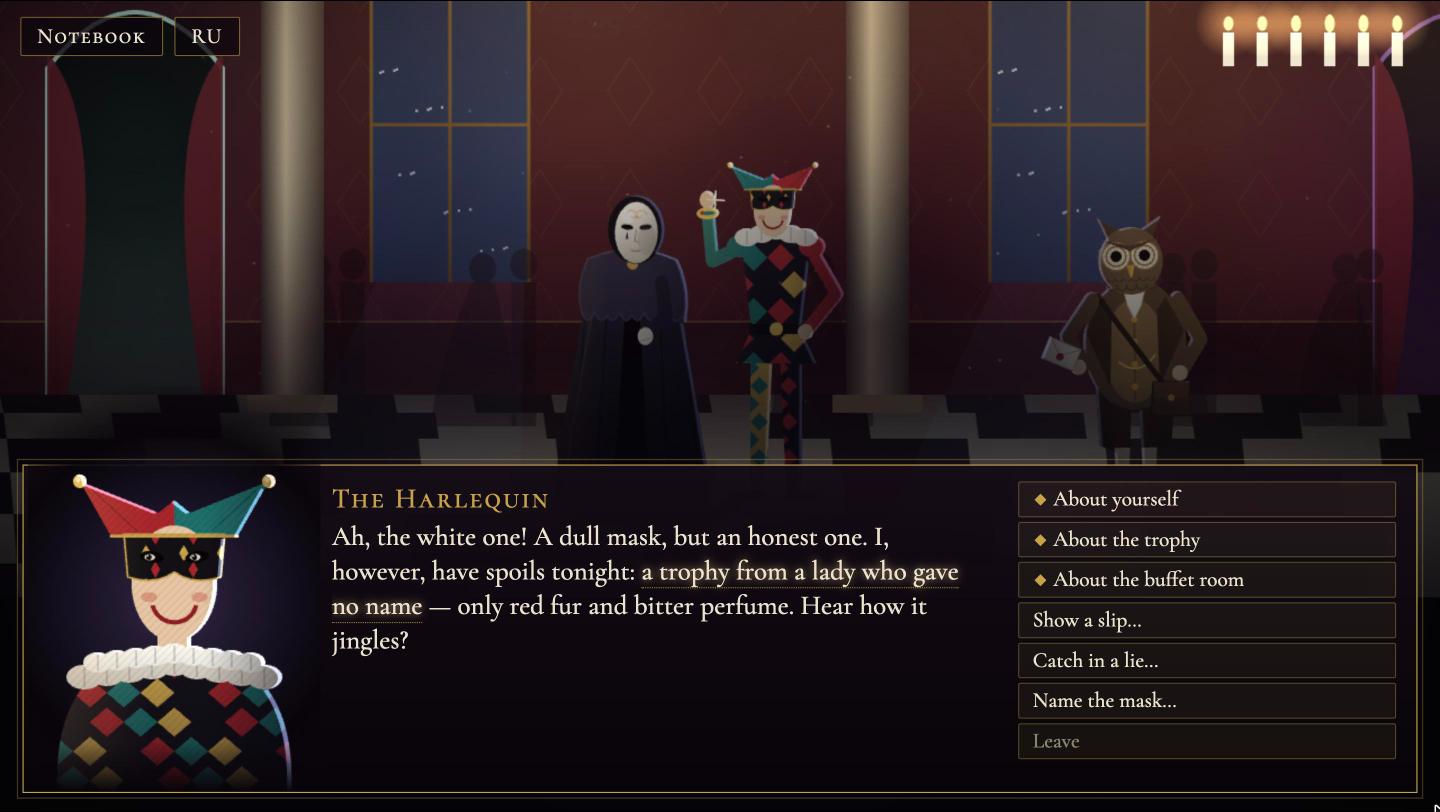 Notebook
RU
The Harlequin
Ah, the white one! A dull mask, but an honest one. I,
however, have spoils tonight: a trophy from a lady who gave
no name — only red fur and bitter perfume. Hear how it
jingles?
About yourself
About the trophy
About the buffet room
Show a slip...
Catch in a lie...
Name the mask...
Leave